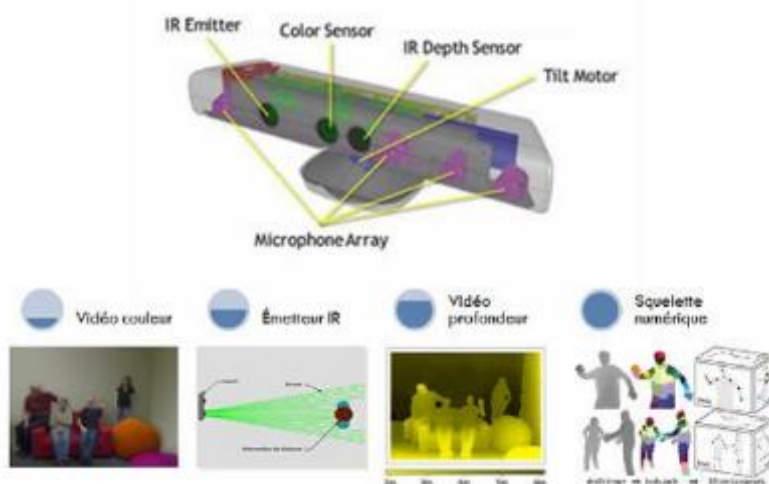 IR Emitter
Color Sensor
IR Depth Sensor
Tilt Motor
Microphone Array
Vidéo couleur
Émetteur IR
Vidéo
profondeur
Squelette
numérique